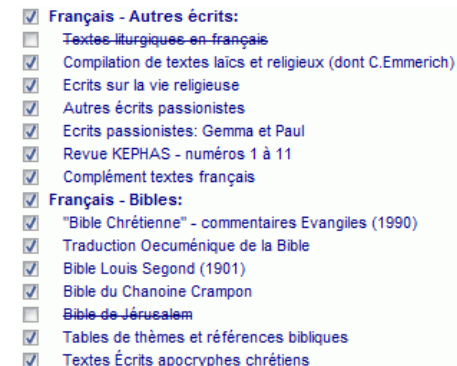 Français - Autres écrits:
Textes liturgiques en français
Compilation de textes laïcs et religieux (dont C.Emmerich)
Ecrits sur la vie religieuse
Autres écrits passionistes
Ecrits passionistes: Gemma et Paul
Revue KEPHAS - numéros 1 à 11
Complément textes français
Français - Bibles:
"Bible Chrétienne" - commentaires Evangiles (1990)
Traduction Oecuménique de la Bible
Bible Louis Segond (1901)
Bible du Chanoine Crampon
Bible de Jérusalem
Tables de thèmes et références bibliques
Textes Écrits apocryphes chrétiens